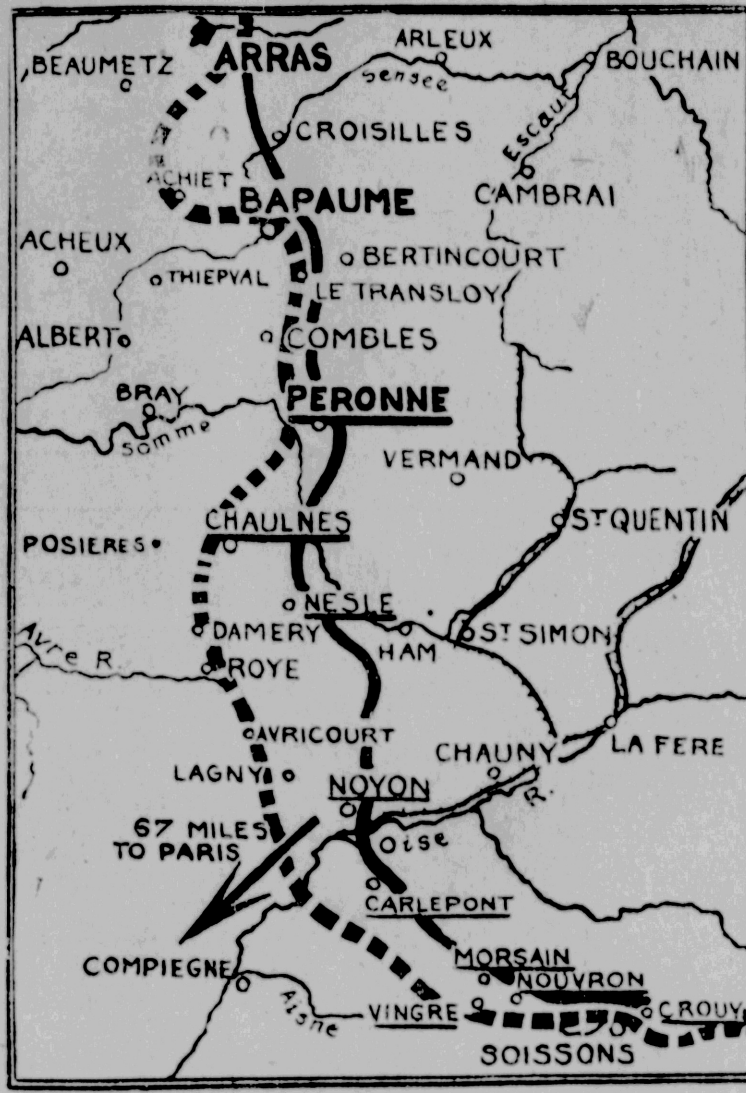 ARRAS
ARLEUX
BOUCHAIN
BEAUMETZ
Sensee
Escaut
CROISILLES
ACHIET
BAPAUME
CAMBRAI
ACHEUX
BERTINCOURT
THIEPVAL
LE TRANSLOY
ALBERT
COMBLES
BRAY
PERONNE
Somme
VERMAND
CHAULNES
ST QUENTIN
POSIERES
NESLE
DAMERY
HAM
ST SIMON
Avre R.
ROYE
AVRICOURT
LA FERE
CHAUNY
LAGNY
NOYON
R.
67 MILES
TO PARIS
Oise
CARLEPONT
MORSAIN
COMPIEGNE
NOUVRON
Aisne
VINGRE
CROUY
SOISSONS